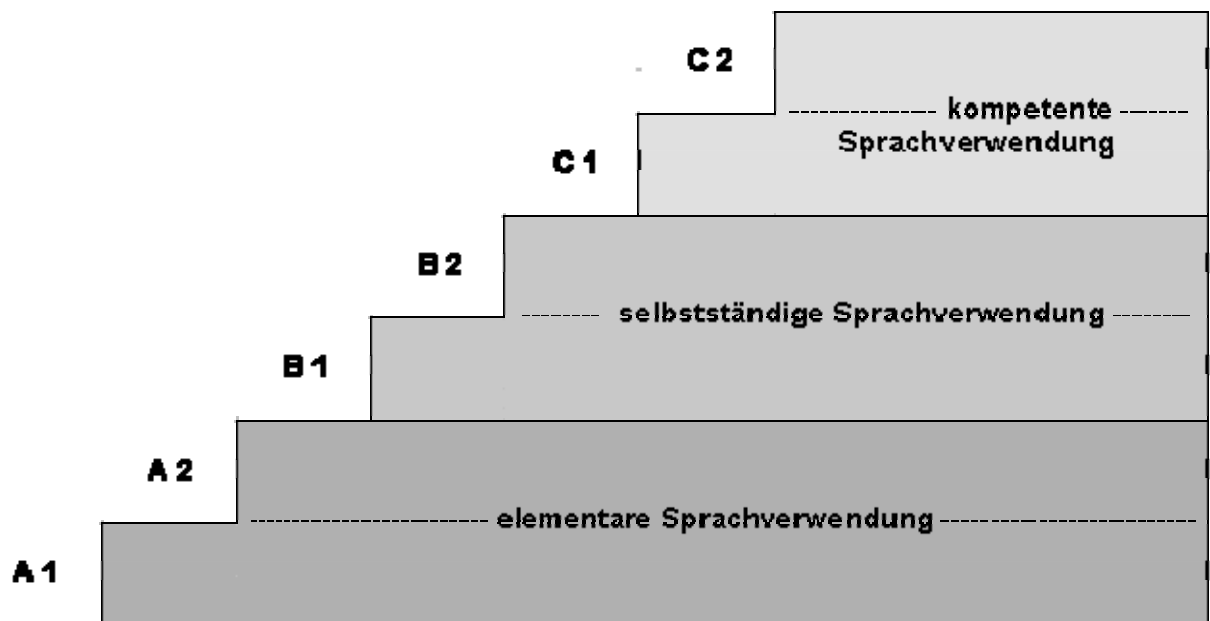 C2
kompetente
Sprachverwendung
C1
B2
selbstständige Sprachverwendung
B1
A2
elementare Sprachverwendung
A1